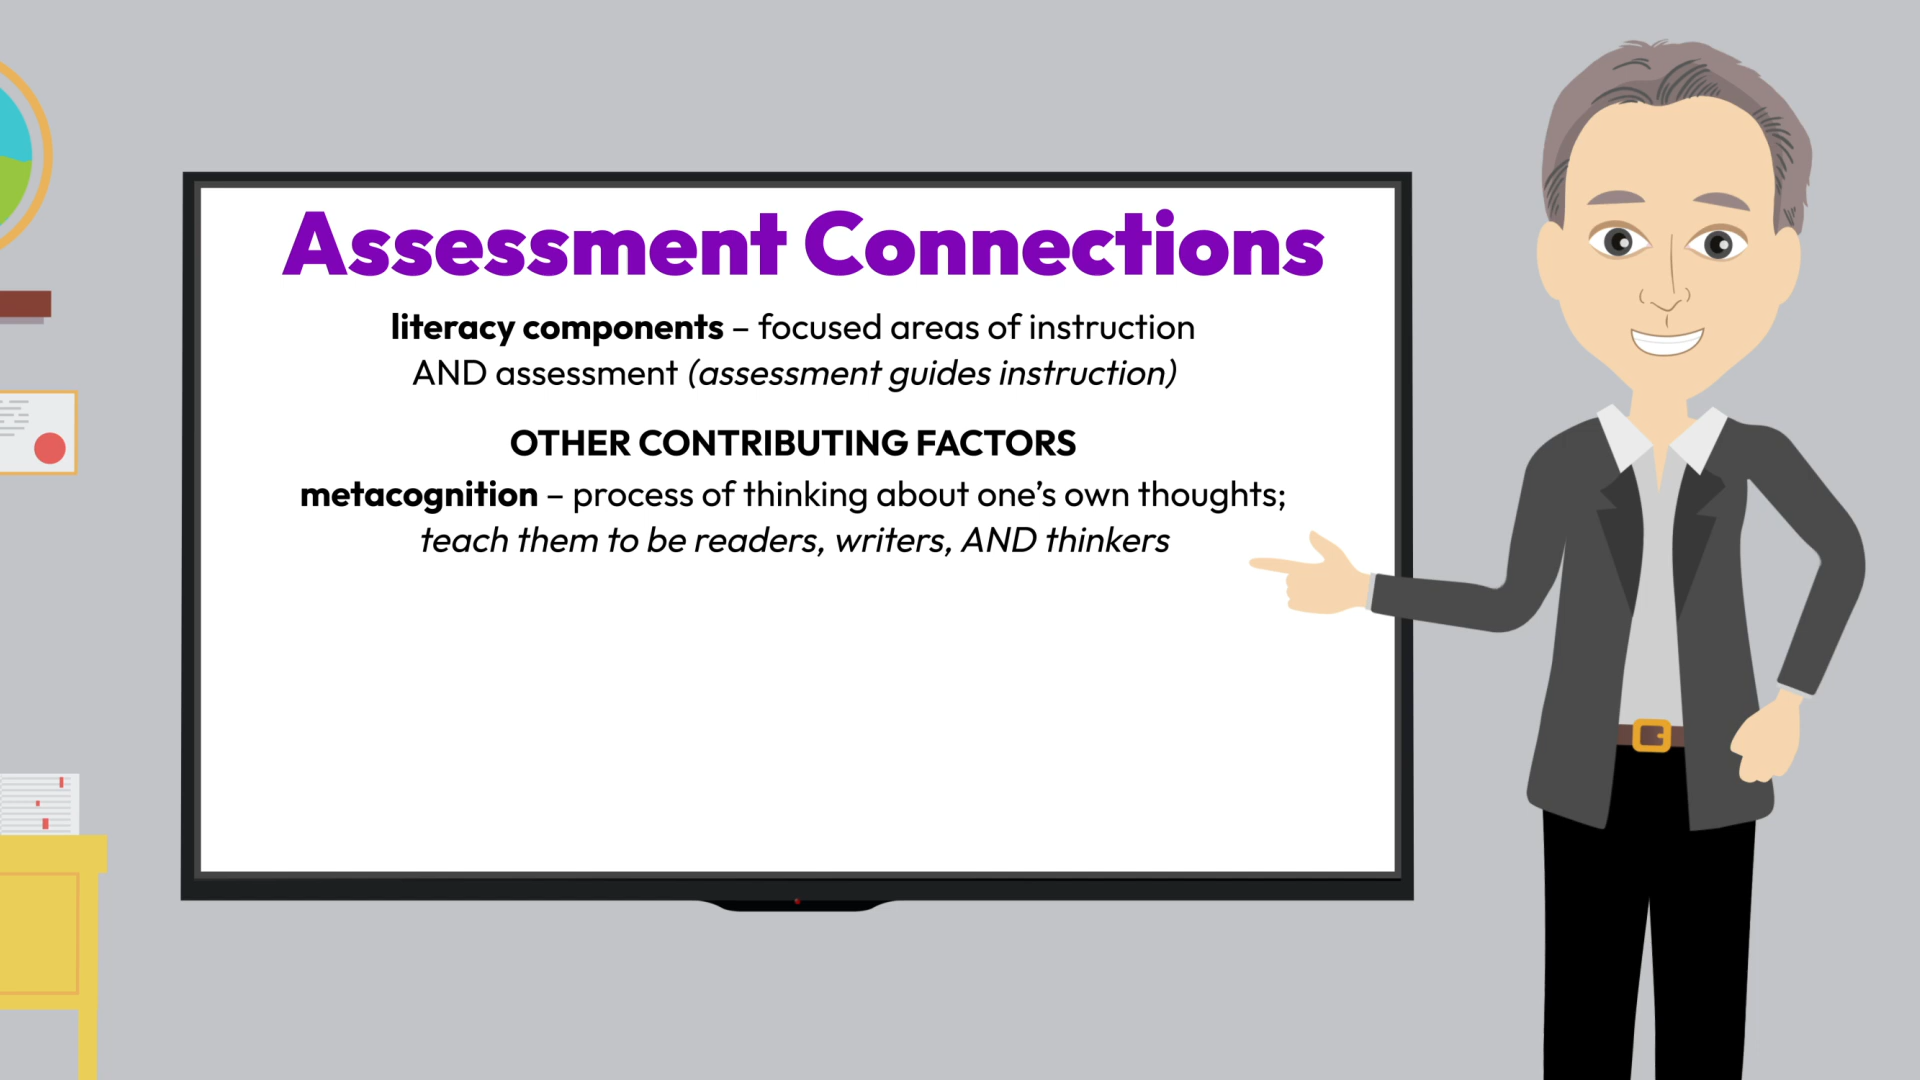 Assessment Connections
literacy components – focused areas of instruction
AND assessment (assessment guides instruction)
OTHER CONTRIBUTING FACTORS
metacognition – process of thinking about one’s own thoughts;
teach them to be readers, writers, AND thinkers